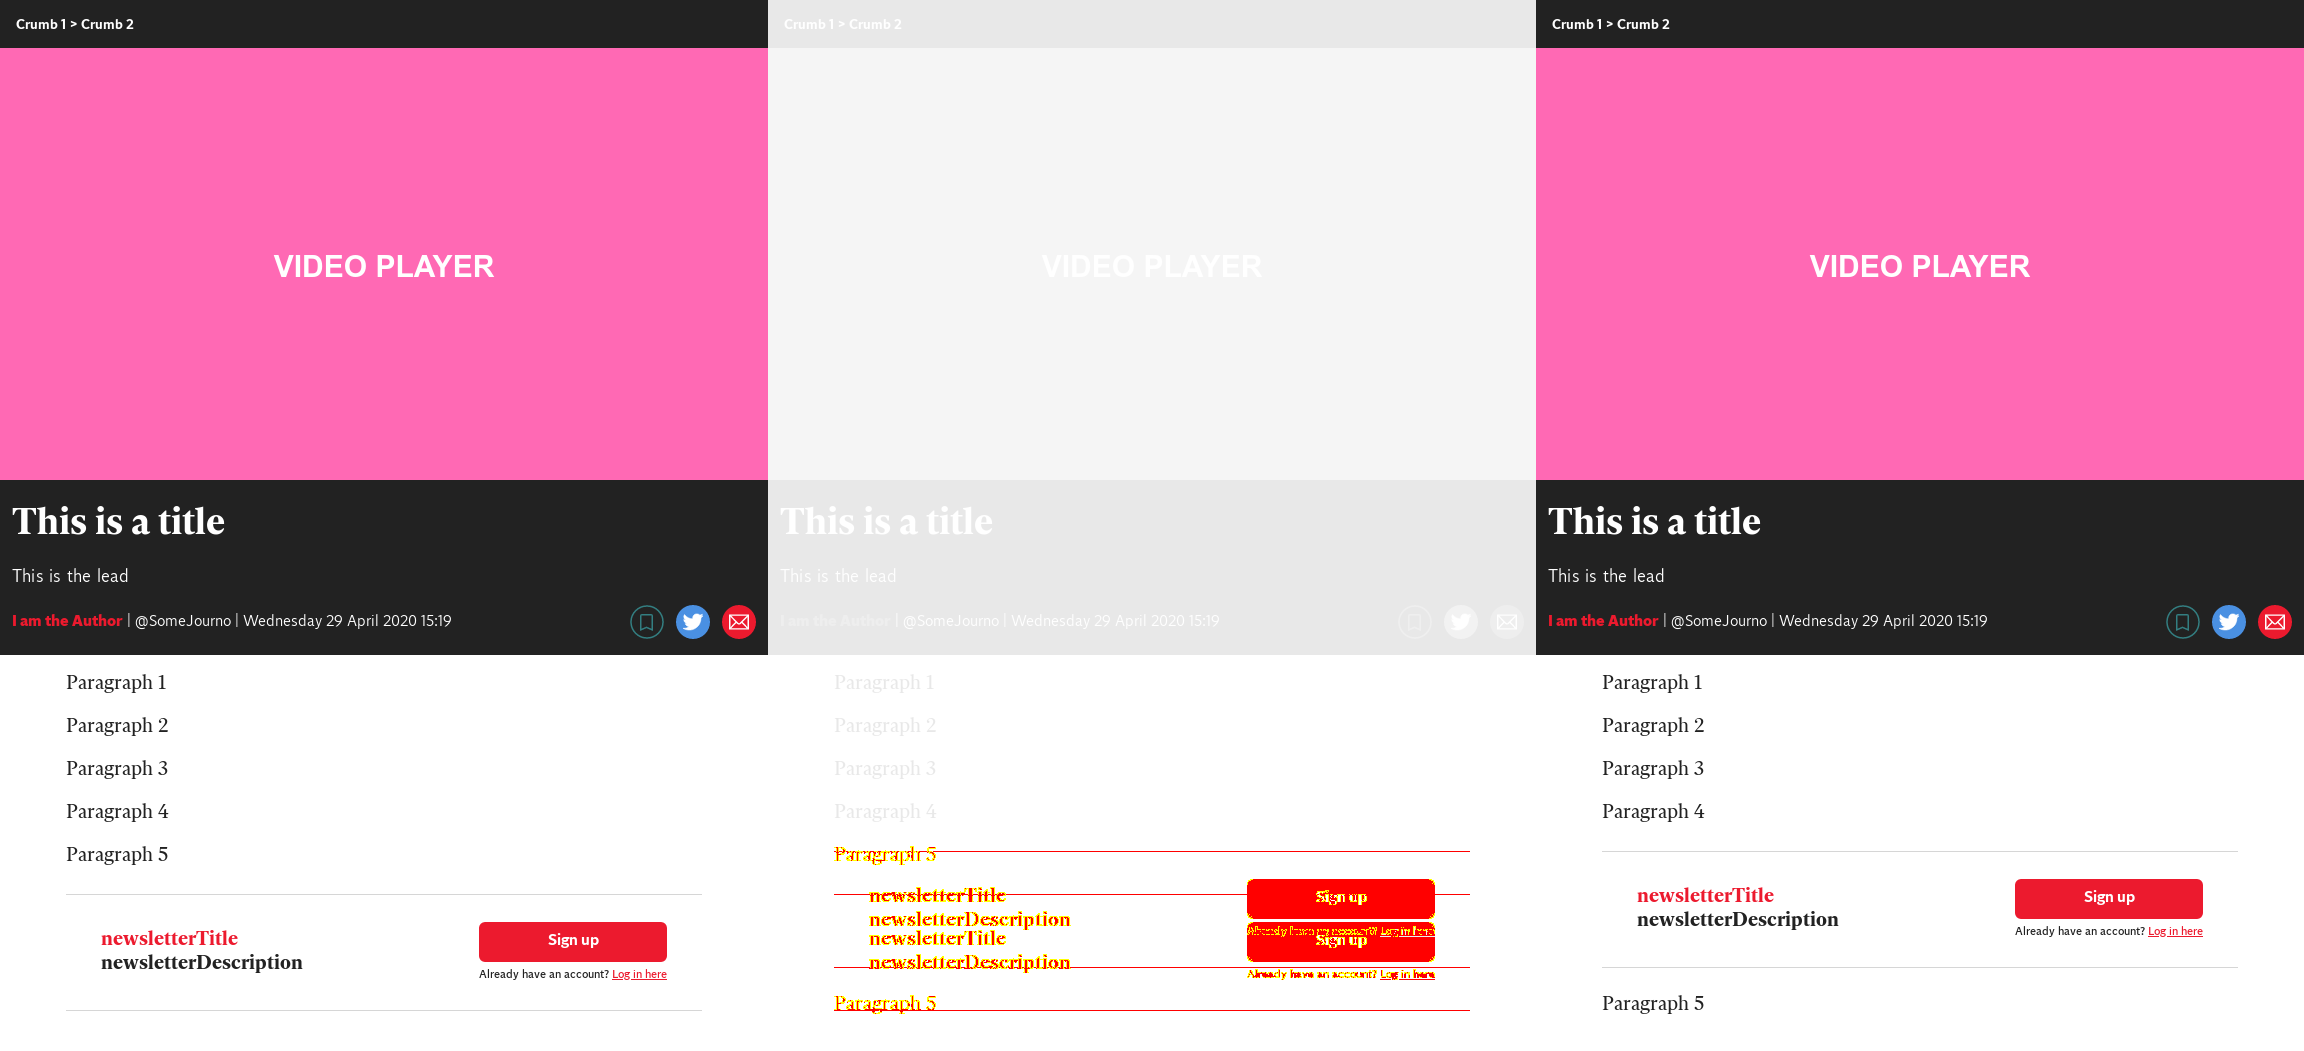 Crumb 1 > Crumb 2
VIDEO PLAYER
This is a title
This is the lead
I am the Author | @SomeJourno | Wednesday 29 April 2020 15:19
Paragraph 1
Paragraph 2
Paragraph 3
Paragraph 4
Paragraph 5
newsletterTitle
newsletterDescription
Sign up
Already have an account? Log in here
Crumb 1 > Crumb 2
VIDEO PLAYER
This is a title
This is the lead
I am the Author | @SomeJourno | Wednesday 29 April 2020 15:19
Paragraph 1
Paragraph 2
Paragraph 3
Paragraph 4
Paragraph 5
newsletterTitle
newsletterDescription
Sign up
Already have an account? Log in here
newsletterTitle
newsletterDescription
Sign up
Already have an account? Log in here
Paragraph 5
Crumb 1 > Crumb 2
VIDEO PLAYER
This is a title
This is the lead
I am the Author | @SomeJourno | Wednesday 29 April 2020 15:19
Paragraph 1
Paragraph 2
Paragraph 3
Paragraph 4
newsletterTitle
newsletterDescription
Sign up
Already have an account? Log in here
Paragraph 5